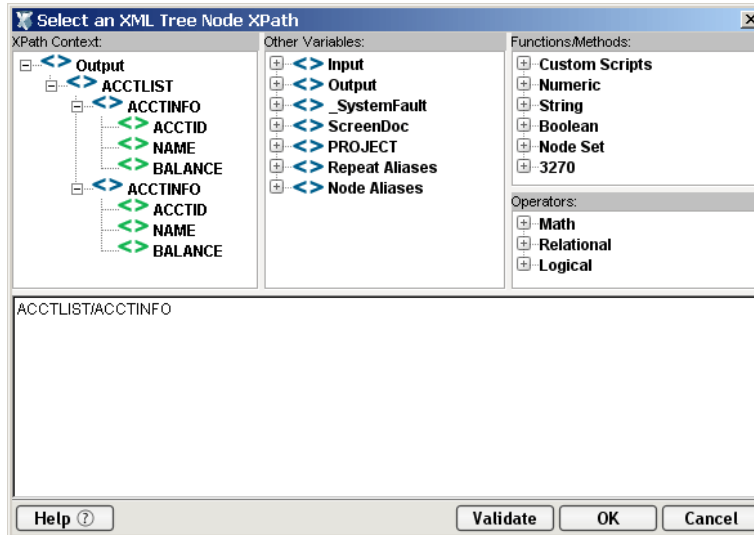 Select an XML Tree Node XPath
XPath Context:
Output
ACCTLIST
ACCTINFO
ACCTID
NAME
BALANCE
ACCTINFO
ACCTID
NAME
BALANCE
Other Variables:
Input
Output
_SystemFault
ScreenDoc
PROJECT
Repeat Aliases
Node Aliases
Functions/Methods:
Custom Scripts
Numeric
String
Boolean
Node Set
3270
Operators:
Math
Relational
Logical
ACCTLIST/ACCTINFO
Help ?
Validate
OK
Cancel